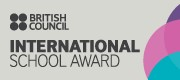 BRITISH
COUNCIL
INTERNATIONAL
SCHOOL AWARD